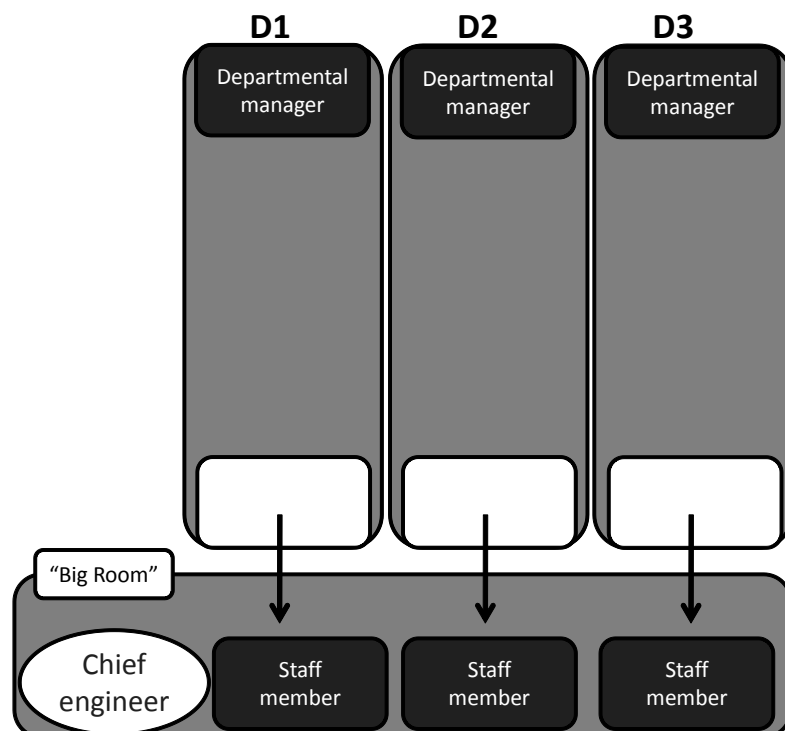 D1
D2
D3
Departmental
manager
Departmental
manager
Departmental
manager
“Big Room”
Chief
engineer
Staff
member
Staff
member
Staff
member